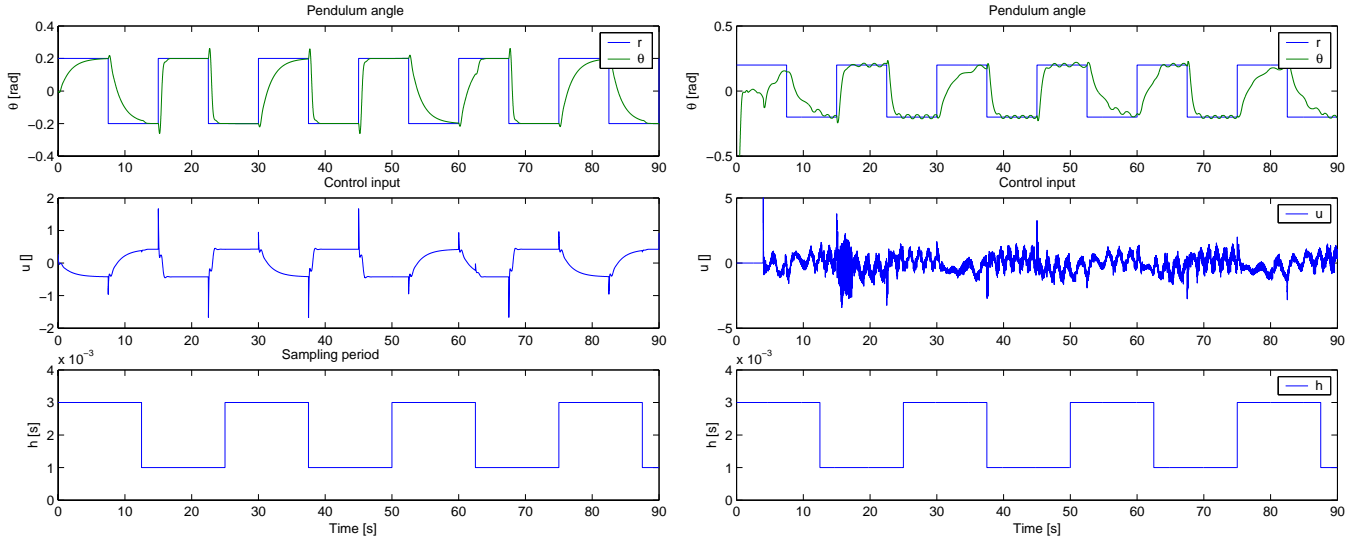 Pendulum angle
0.4
0.2
0
−0.2
−0.4
θ [rad]
r
θ
0 10 20 30 40 50 60 70 80 90
Control input
2
1
0
−1
−2
u []
0 10 20 30 40 50 60 70 80 90
x 10⁻³
Sampling period
4
3
2
1
0
h [s]
0 10 20 30 40 50 60 70 80 90
Time [s]
Pendulum angle
0.5
0
−0.5
θ [rad]
r
θ
0 10 20 30 40 50 60 70 80 90
Control input
5
0
−5
u []
u
0 10 20 30 40 50 60 70 80 90
x 10⁻³
4
3
2
1
0
h [s]
h
0 10 20 30 40 50 60 70 80 90
Time [s]